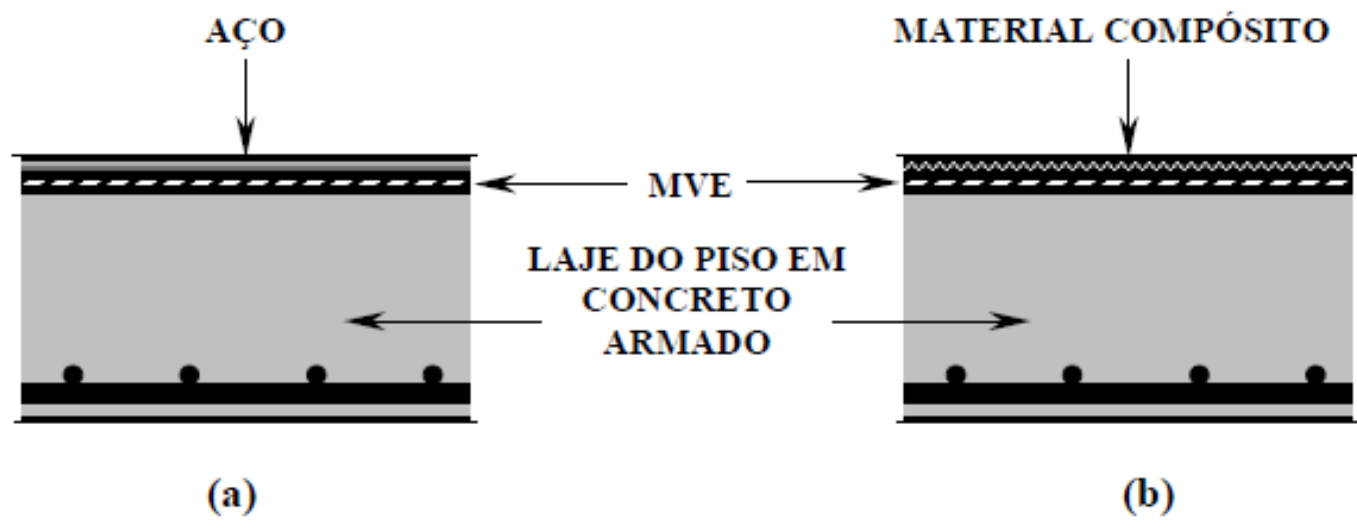 AÇO
MATERIAL COMPÓSITO
MVE
LAJE DO PISO EM
CONCRETO
ARMADO
(a)
(b)